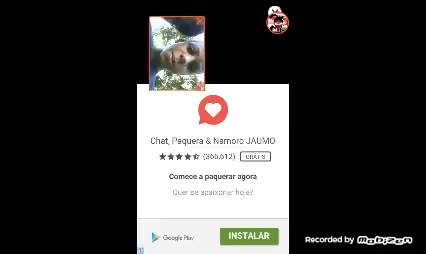 Chat, Paquera & Namoro JAUMO
(366,612) GRÁTIS
Comece a paquerar agora
Quer se apaixonar hoje?
Google Play
INSTALAR
Recorded by Mobizen